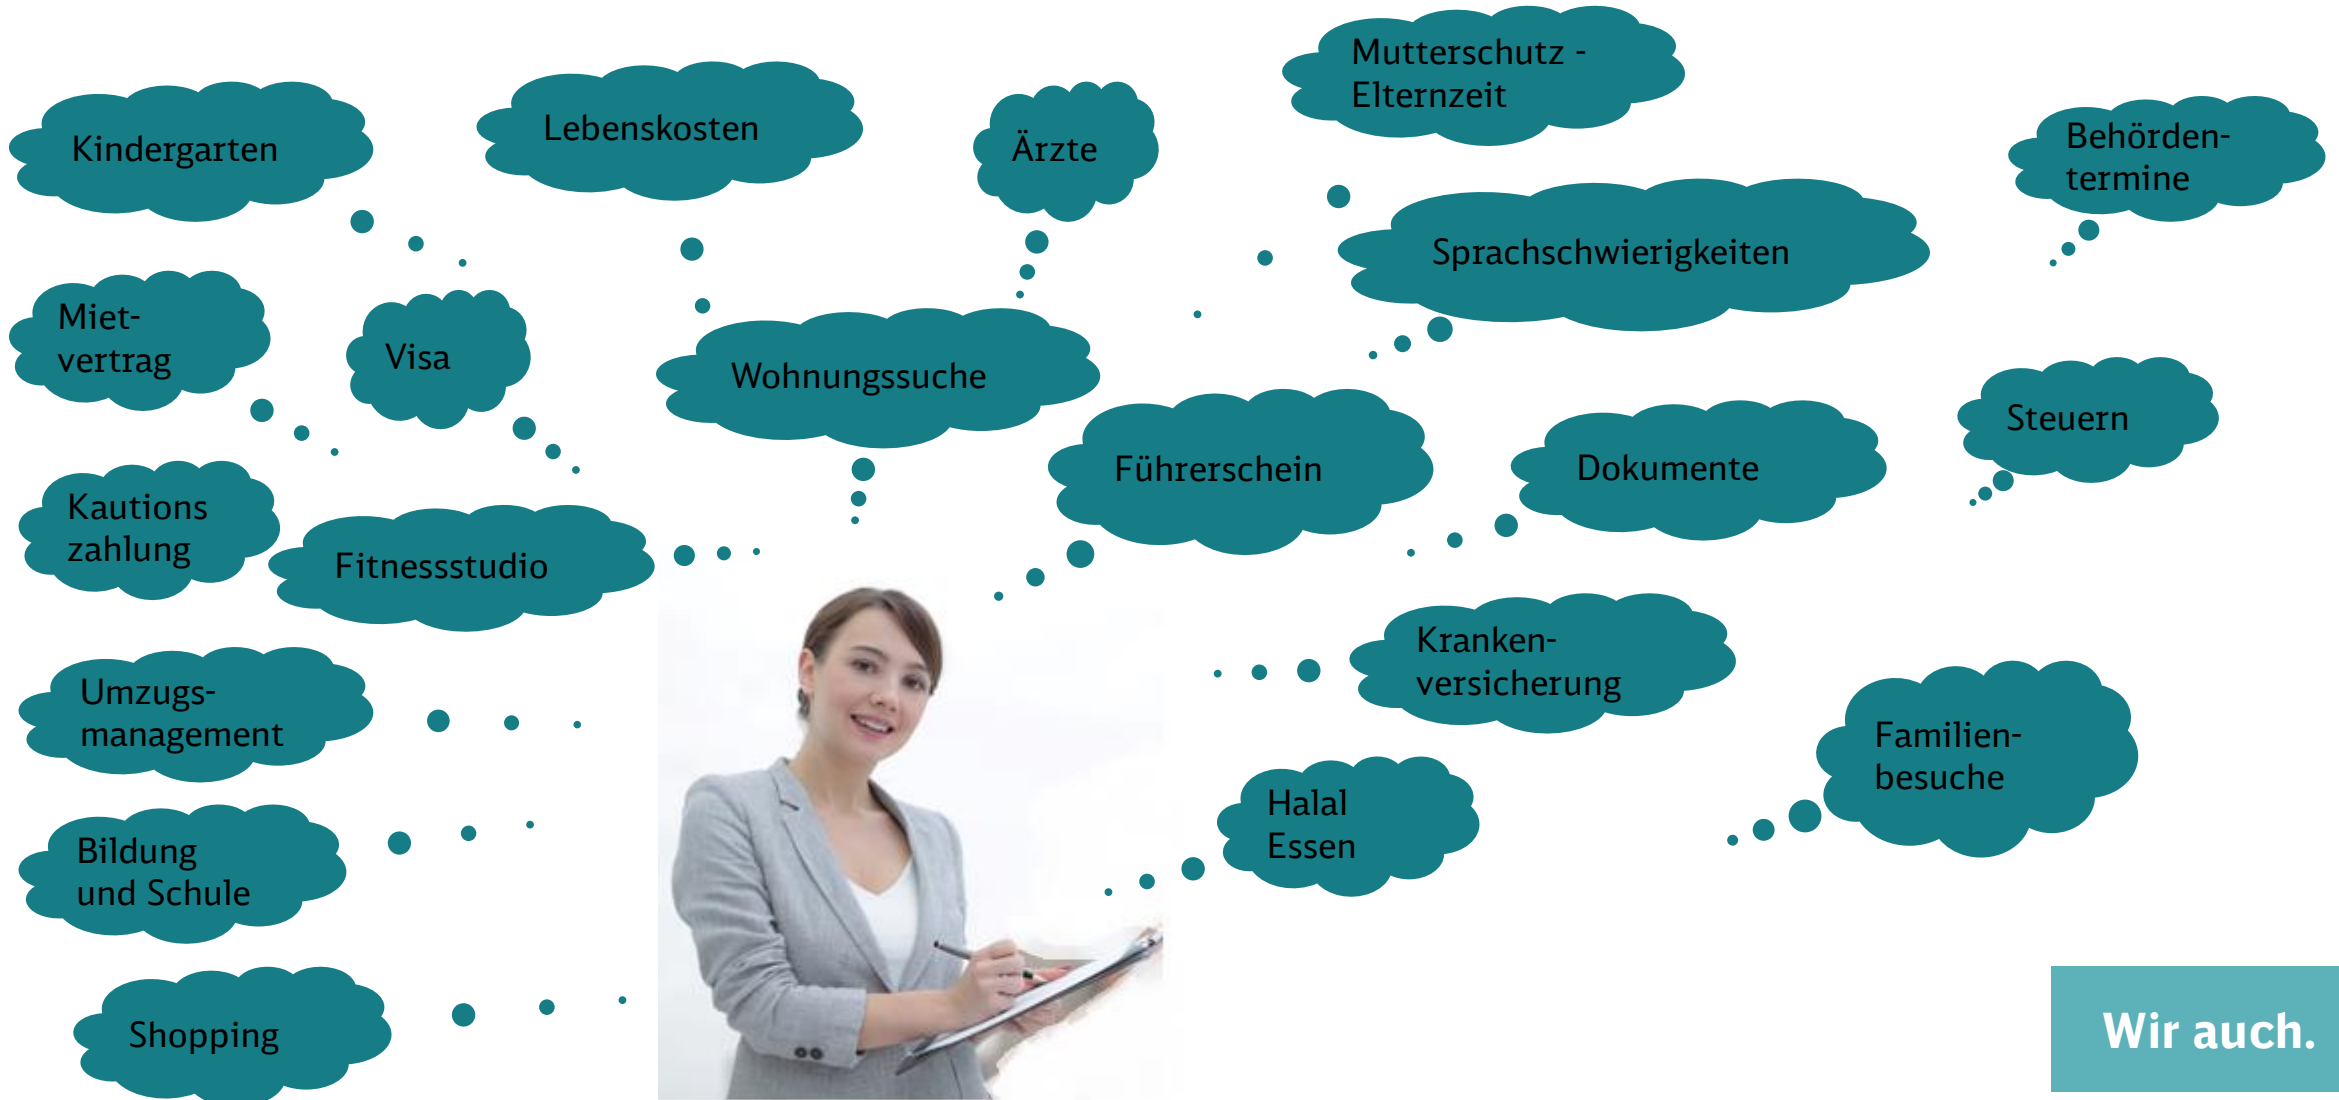 Mutterschutz -
Elternzeit
Kindergarten
Lebenskosten
Ärzte
Behörden-
termine
Sprachschwierigkeiten
Miet-
vertrag
Visa
Wohnungssuche
Führerschein
Dokumente
Steuern
Kautions
zahlung
Fitnessstudio
Kranken-
versicherung
Umzugs-
management
Familien-
besuche
Halal
Essen
Bildung
und Schule
Shopping
Wir auch.